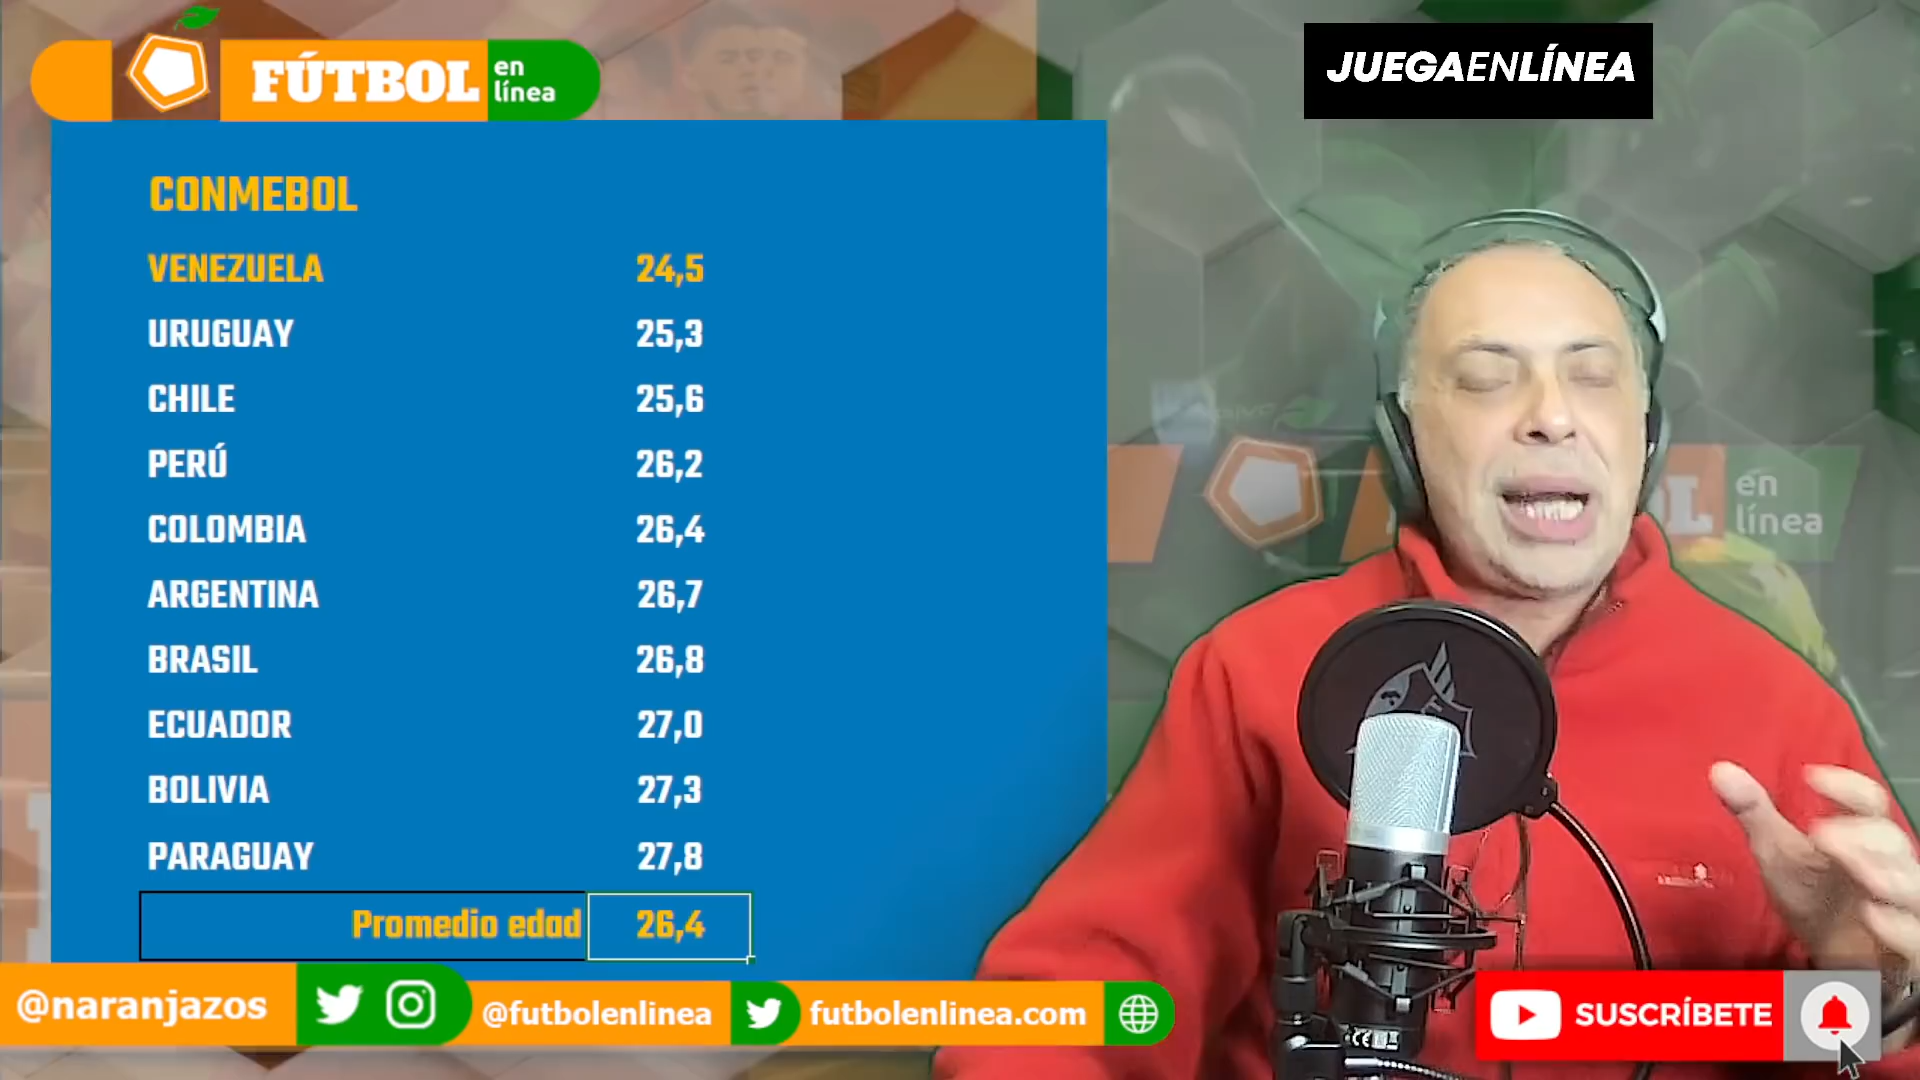 FÚTBOL en línea
JUEGAENLÍNEA
CONMEBOL
VENEZUELA 24,5
URUGUAY 25,3
CHILE 25,6
PERÚ 26,2
COLOMBIA 26,4
ARGENTINA 26,7
BRASIL 26,8
ECUADOR 27,0
BOLIVIA 27,3
PARAGUAY 27,8
Promedio edad 26,4
en
línea
@naranjazos
@futbolenlinea
futbolenlinea.com
SUSCRÍBETE